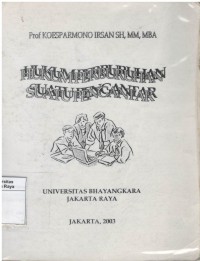 Prof KOESPARMONO IRSAN SH, MM, MBA
HUKUM PERBURUHAN
SUATU PENGANTAR
UNIVERSITAS BHAYANGKARA
JAKARTA RAYA
JAKARTA, 2003